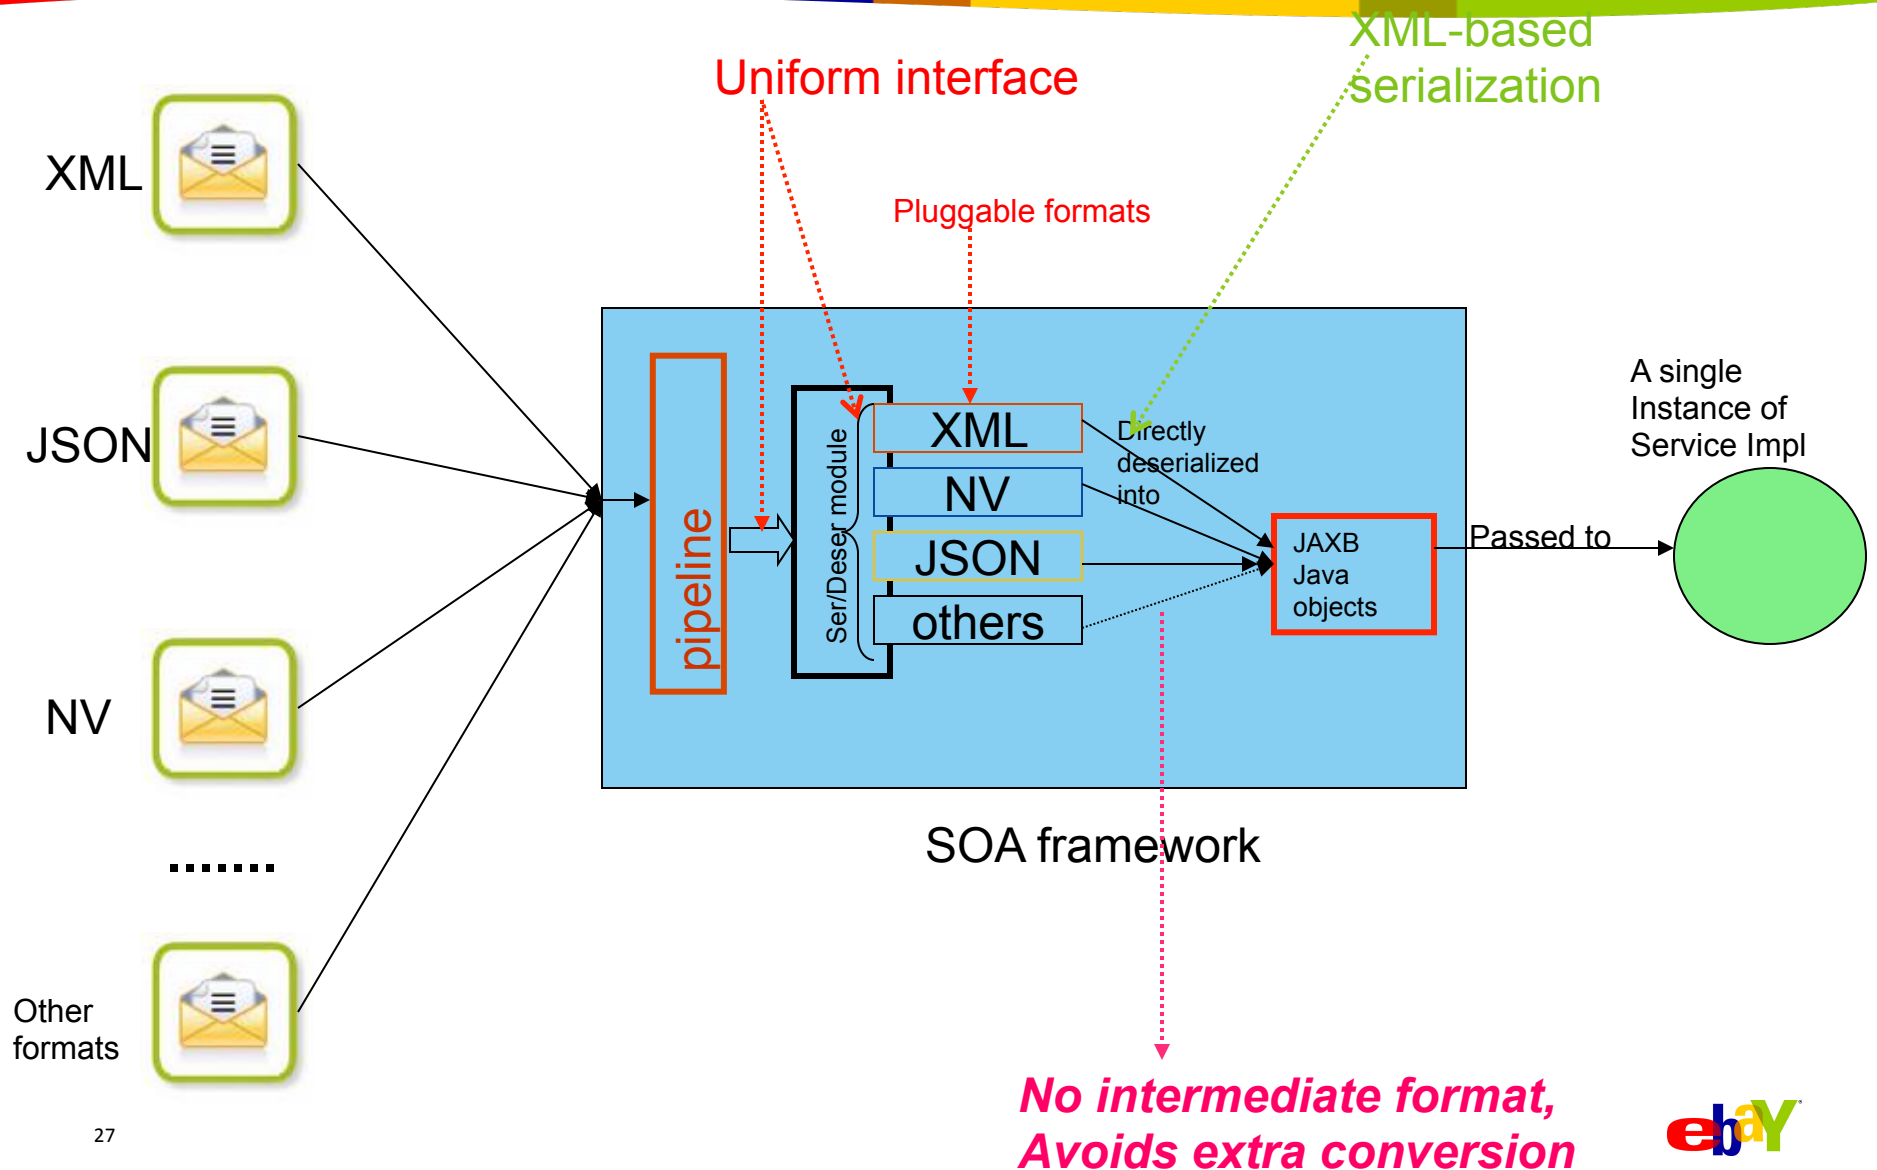 XML-based
serialization
Uniform interface
XML
Pluggable formats
JSON
NV
.......
Other
formats
pipeline
Ser/Deser module
XML
NV
JSON
others
Directly
deserialized
into
JAXB
Java
objects
Passed to
A single
Instance of
Service Impl
SOA framework
No intermediate format,
Avoids extra conversion
27
ebaY